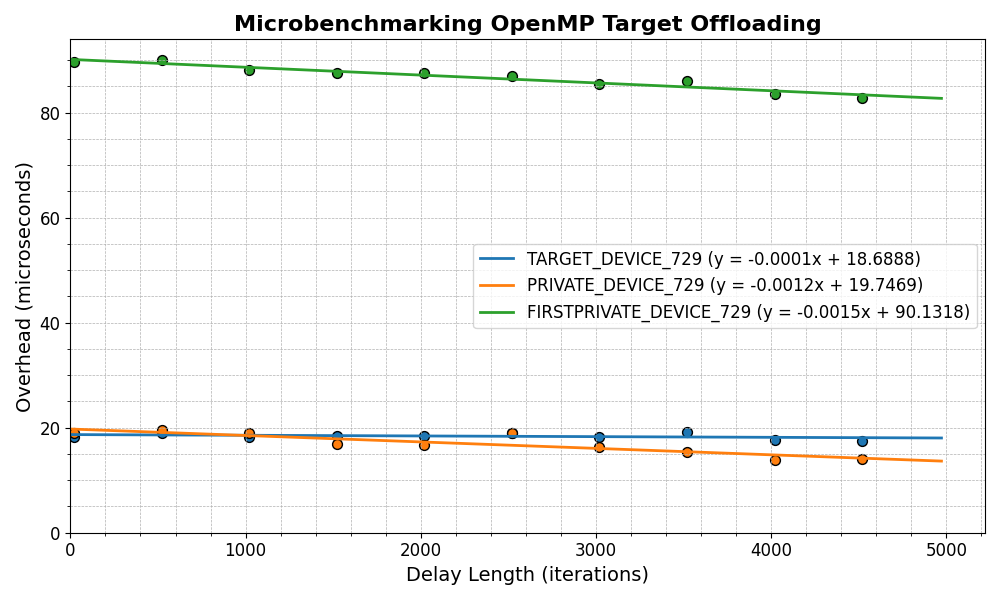 Microbenchmarking OpenMP Target Offloading
Overhead (microseconds)
80
60
40
20
0
TARGET_DEVICE_729 (y = -0.0001x + 18.6888)
PRIVATE_DEVICE_729 (y = -0.0012x + 19.7469)
FIRSTPRIVATE_DEVICE_729 (y = -0.0015x + 90.1318)
0 1000 2000 3000 4000 5000
Delay Length (iterations)